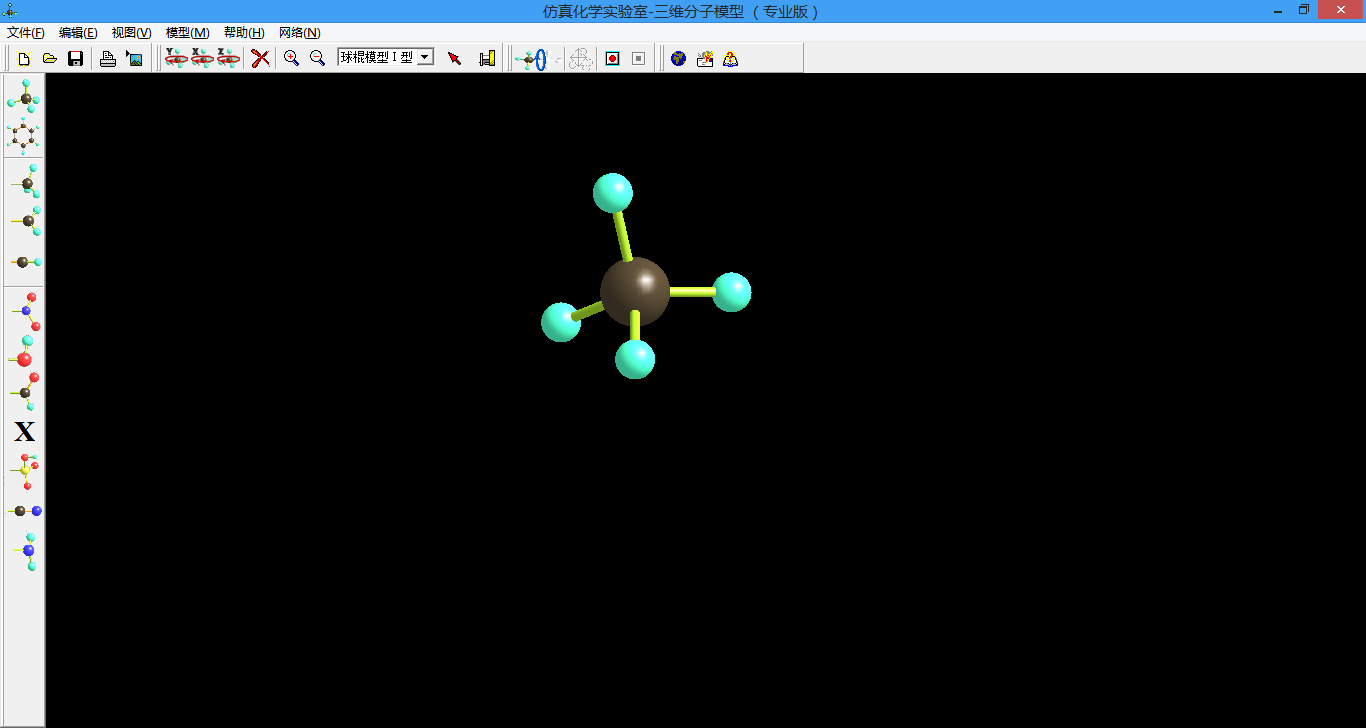 仿真化学实验室-三维分子模型（专业版）
文件(F) 编辑(E) 视图(V) 模型(M) 帮助(H) 网络(N)
Y X Z 球棍模型Ⅰ型
X